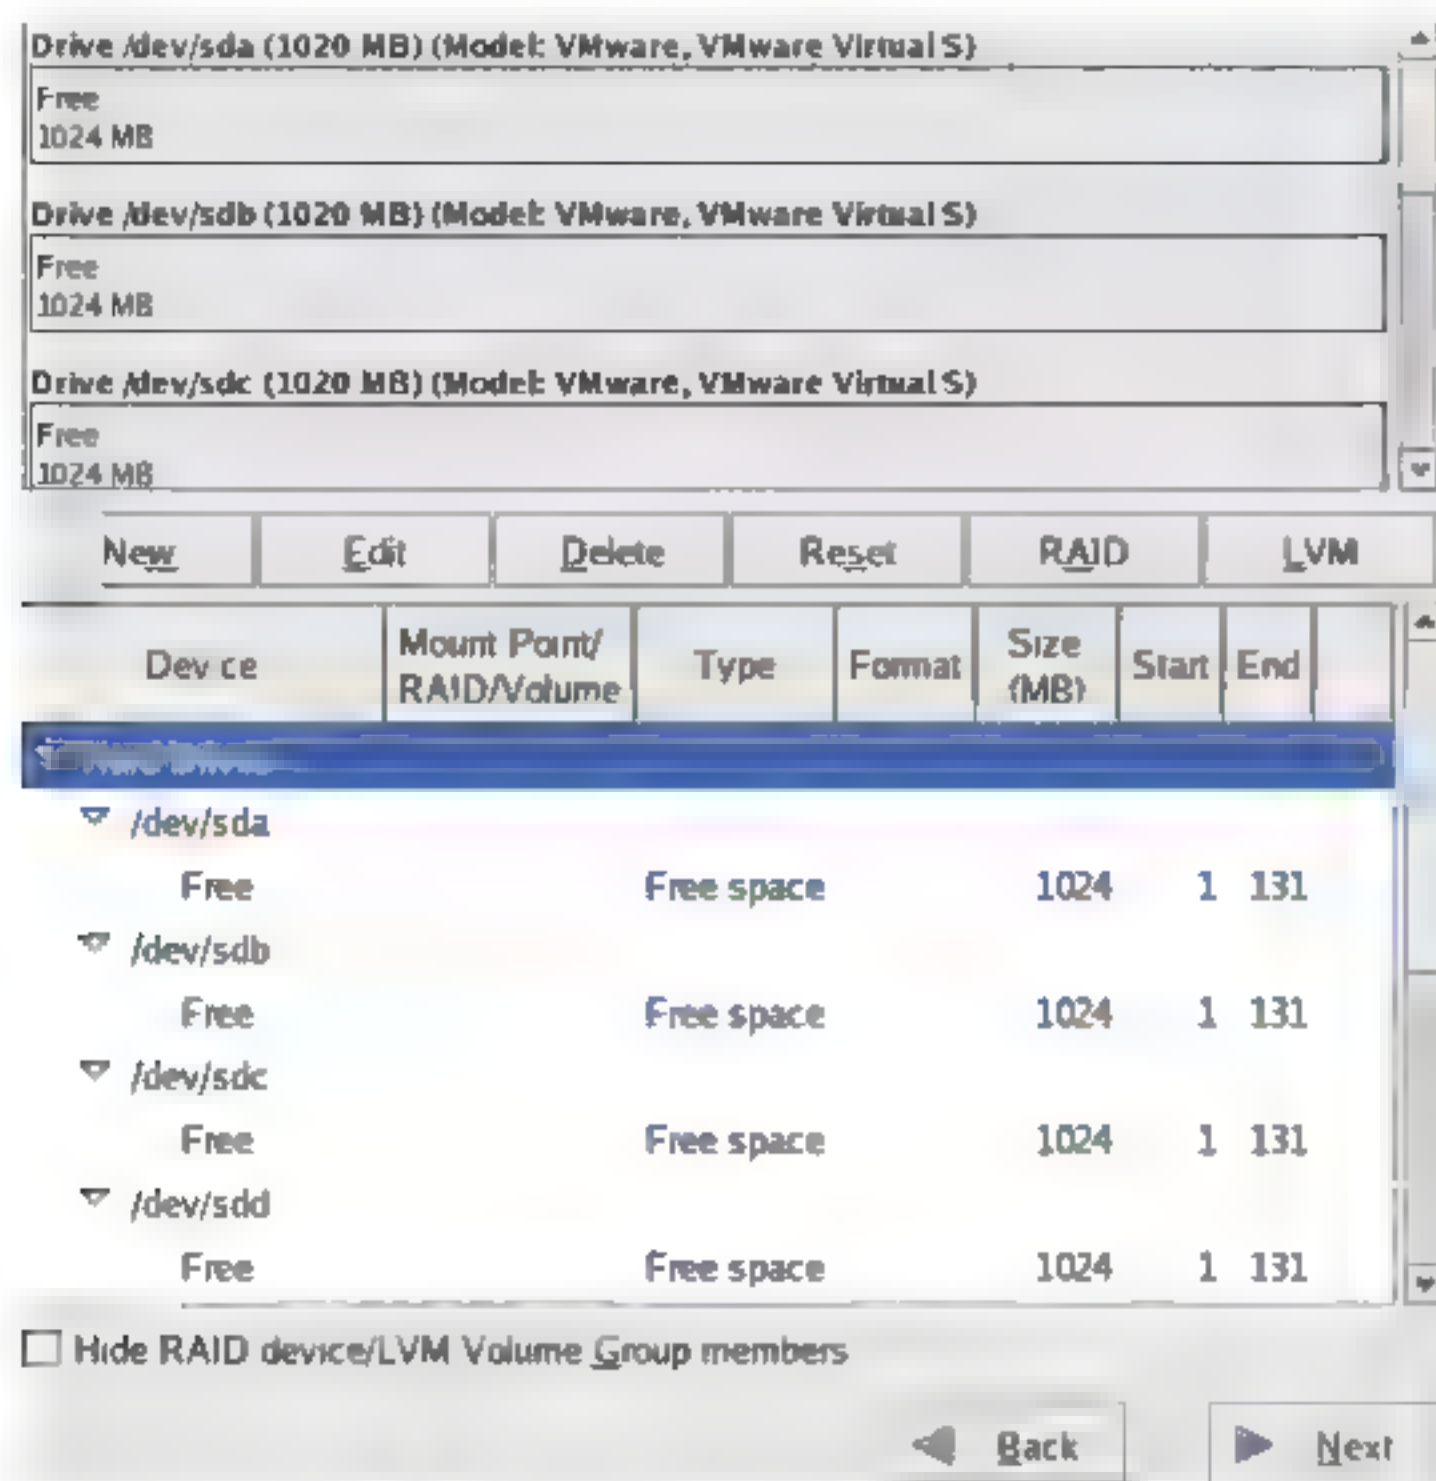 Drive /dev/sda (1020 MB) (Model: VMware, VMware Virtual S)
Free
1024 MB
Drive /dev/sdb (1020 MB) (Model: VMware, VMware Virtual S)
Free
1024 MB
Drive /dev/sdc (1020 MB) (Model: VMware, VMware Virtual S)
Free
1024 MB
New Edit Delete Reset RAID LVM
Device Mount Point/ RAID/Volume Type Format Size (MB) Start End
/dev/sda
Free Free space 1024 1 131
/dev/sdb
Free Free space 1024 1 131
/dev/sdc
Free Free space 1024 1 131
/dev/sdd
Free Free space 1024 1 131
Hide RAID device/LVM Volume Group members
Back Next